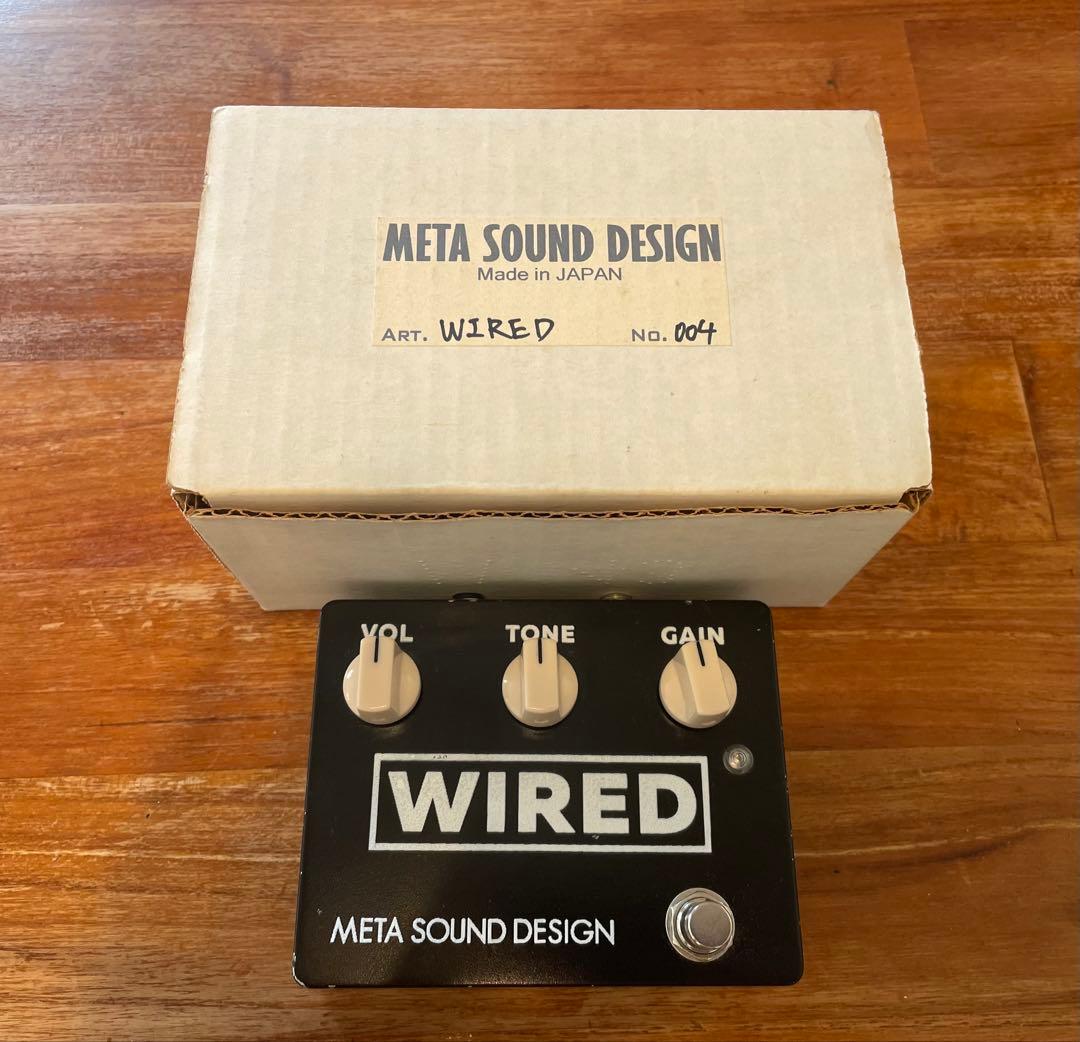 META SOUND DESIGN
Made in JAPAN
ART. WIRED No. 004
VOL TONE GAIN
WIRED
META SOUND DESIGN